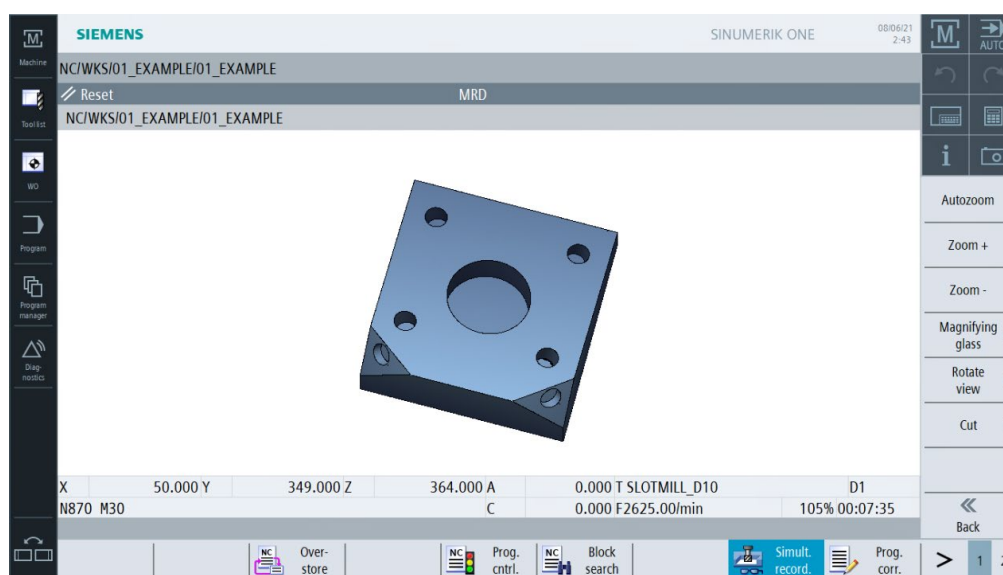 SIEMENS
SINUMERIK ONE
08/06/21
2:43
M
AUTO
Machine
NC/WKS/01_EXAMPLE/01_EXAMPLE
Reset
MRD
NC/WKS/01_EXAMPLE/01_EXAMPLE
Tool list
WO
Program
Program
manager
Diag-
nostics
M
i
Autozoom
Zoom +
Zoom -
Magnifying
glass
Rotate
view
Cut
Back
X 50.000 Y 349.000 Z 364.000 A 0.000 T SLOTMILL_D10 D1
N870 M30 C 0.000 F2625.00/min 105% 00:07:35
NC Over-
store
NC Prog.
cntrl.
NC Block
search
Simult.
record.
Prog.
corr.
> 1